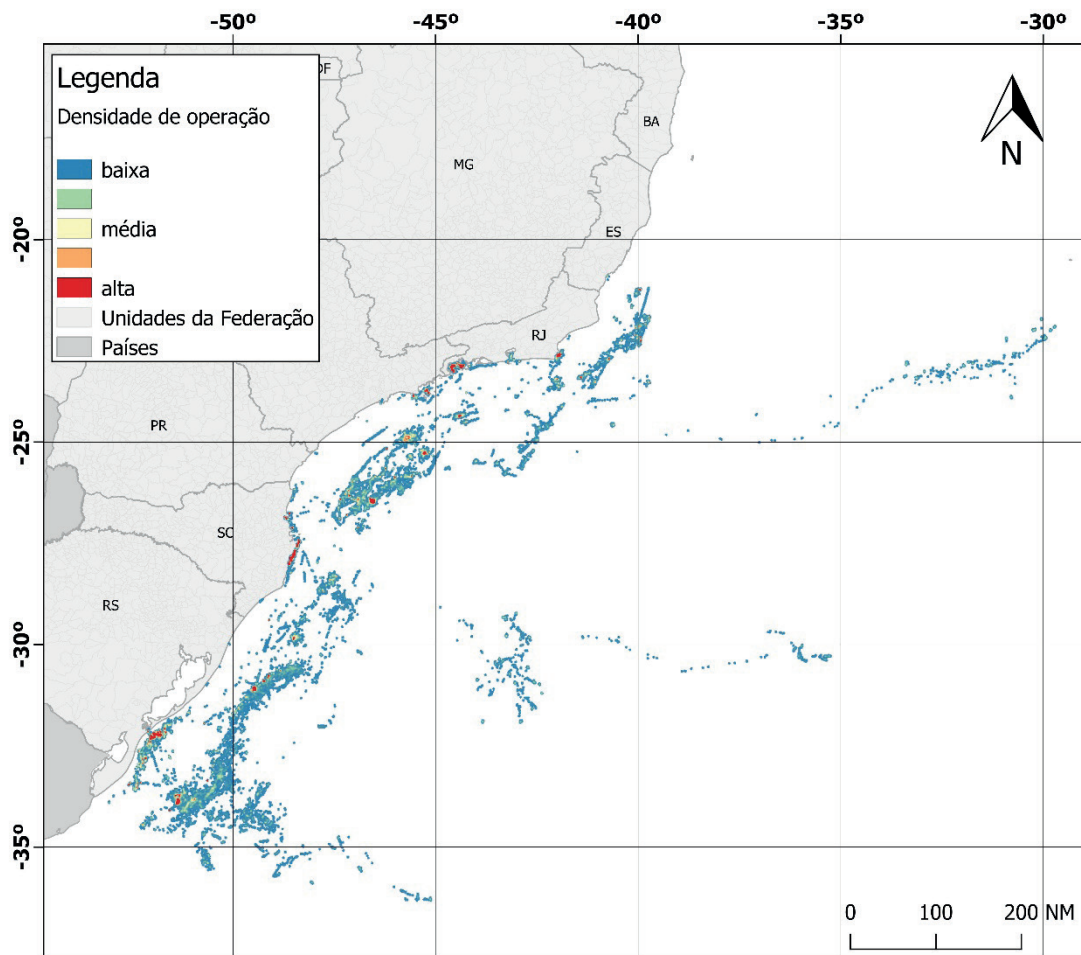 -50º -45º -40º -35º -30º
Legenda
Densidade de operação
baixa
média
alta
Unidades da Federação
Países
DF
BA
MG
N
-20º
ES
RJ
PR
-25º
SC
RS
-30º
-35º
0 100 200 NM